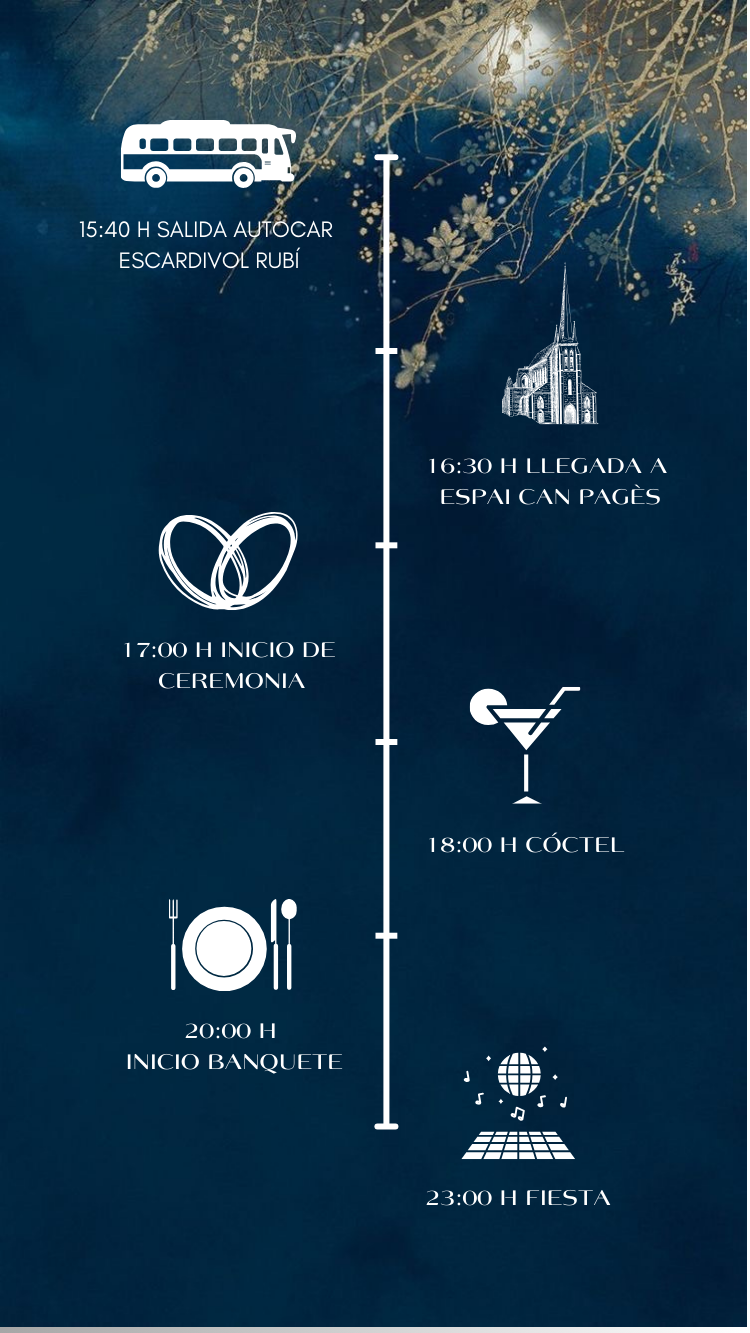 15:40 H SALIDA AUTOCAR
ESCARDIVOL RUBÍ
16:30 H LLEGADA A
ESPAI CAN PAGÈS
17:00 H INICIO DE
CEREMONIA
18:00 H CÓCTEL
20:00 H
INICIO BANQUETE
23:00 H FIESTA